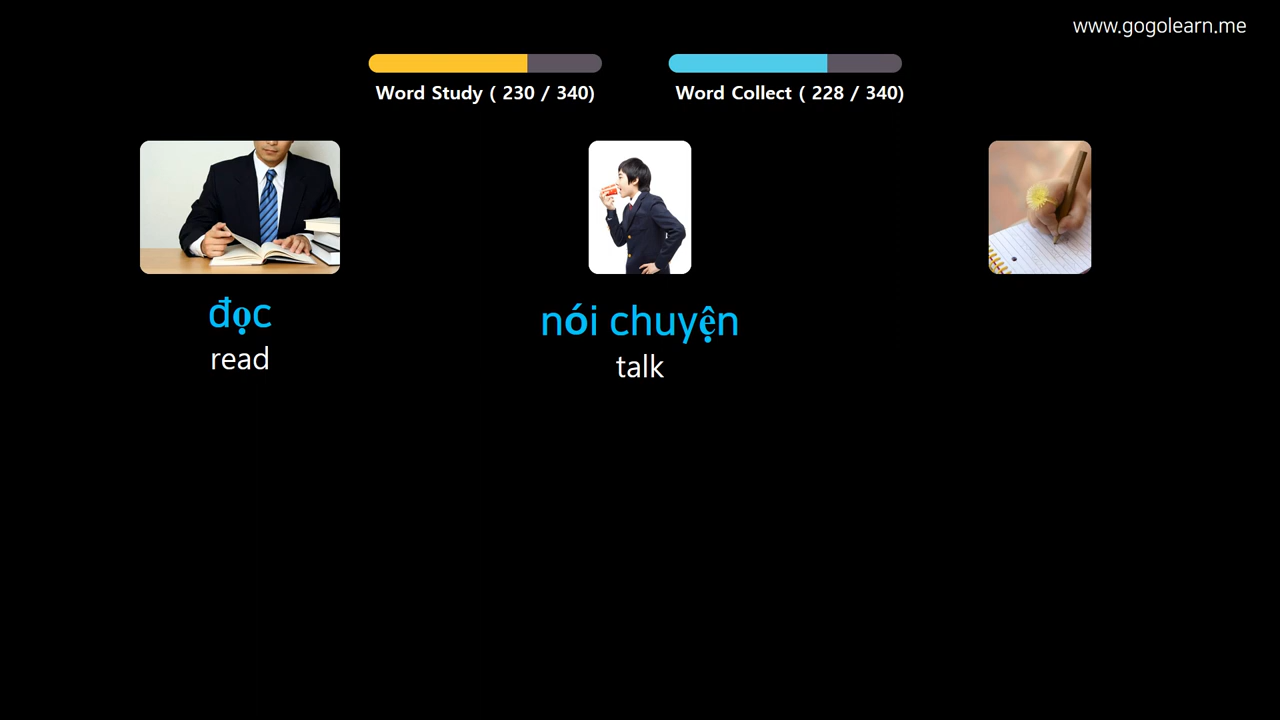 www.gogolearn.me
Word Study ( 230 / 340)
Word Collect ( 228 / 340)
đọc
read
nói chuyện
talk